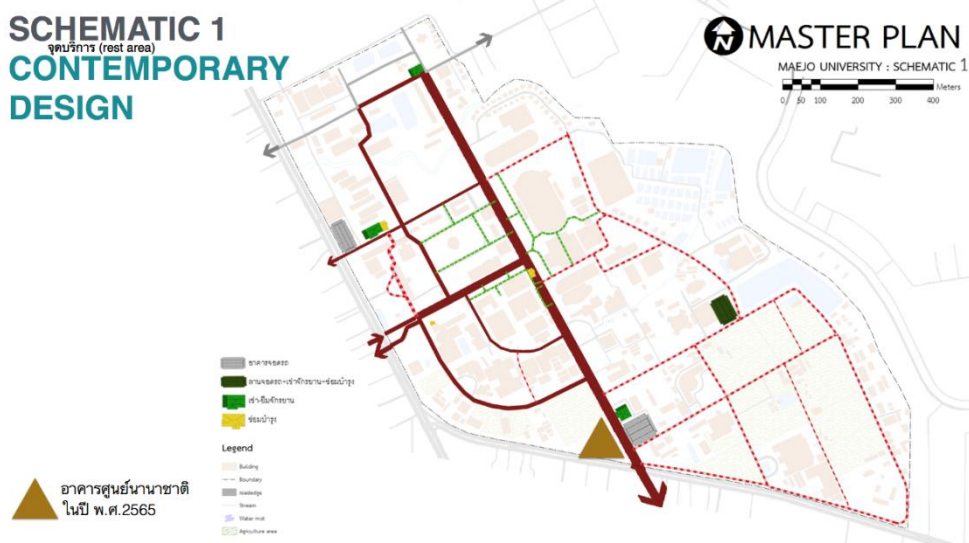 SCHEMATIC 1
จุดบริการ (rest area)
CONTEMPORARY
DESIGN
MASTER PLAN
MAEJO UNIVERSITY : SCHEMATIC 1
Meters
0 50 100 200 300 400
อาคารจอดรถ
ลานจอดรถ+เช่าจักรยาน+ซ่อมบำรุง
เช่า-ยืมจักรยาน
ซ่อมบำรุง
Legend
Building
Boundary
roadedge
Stream
Water
Agriculture area
อาคารศูนย์นานาชาติ
ในปี พ.ศ.2565